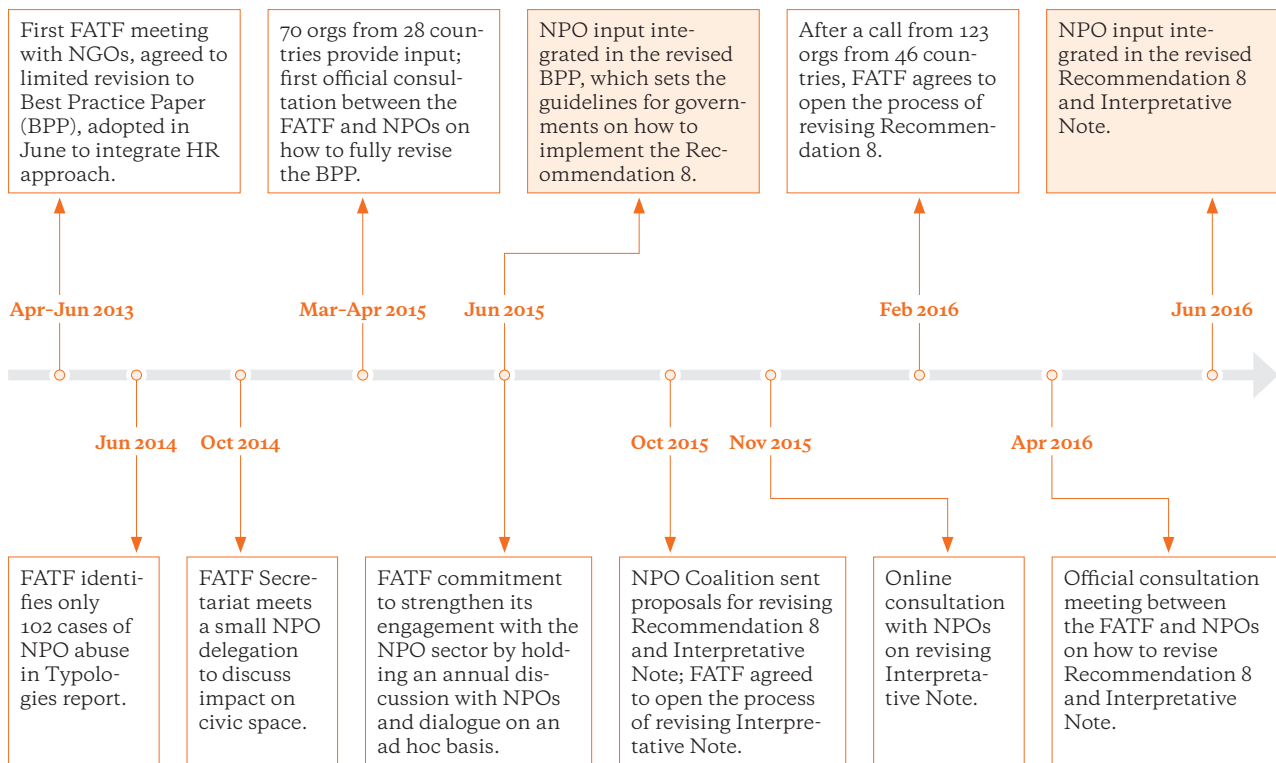 First FATF meeting
with NGOs, agreed to
limited revision to
Best Practice Paper
(BPP), adopted in
June to integrate HR
approach.
70 orgs from 28 coun-
tries provide input;
first official consul-
tation between the
FATF and NPOs on
how to fully revise
the BPP.
NPO input inte-
grated in the revised
BPP, which sets the
guidelines for govern-
ments on how to
implement the Rec-
ommendation 8.
After a call from 123
orgs from 46 coun-
tries, FATF agrees to
open the process of
revising Recommen-
dation 8.
NPO input inte-
grated in the revised
Recommendation 8
and Interpretative
Note.
Apr–Jun 2013
Mar–Apr 2015
Jun 2015
Feb 2016
Jun 2016
Jun 2014
Oct 2014
Oct 2015
Nov 2015
Apr 2016
FATF identi-
fies only
102 cases of
NPO abuse
in Typolo-
gies report.
FATF Secre-
tariat meets
a small NPO
delegation
to discuss
impact on
civic space.
FATF commitment
to strengthen its
engagement with the
NPO sector by hold-
ing an annual dis-
cussion with NPOs
and dialogue on an
ad hoc basis.
NPO Coalition sent
proposals for revising
Recommendation 8
and Interpretative
Note; FATF agreed
to open the process
of revising Interpre-
tative Note.
Online
consultation
with NPOs
on revising
Interpreta-
tive Note.
Official consultation
meeting between
the FATF and NPOs
on how to revise
Recommendation 8
and Interpretative
Note.